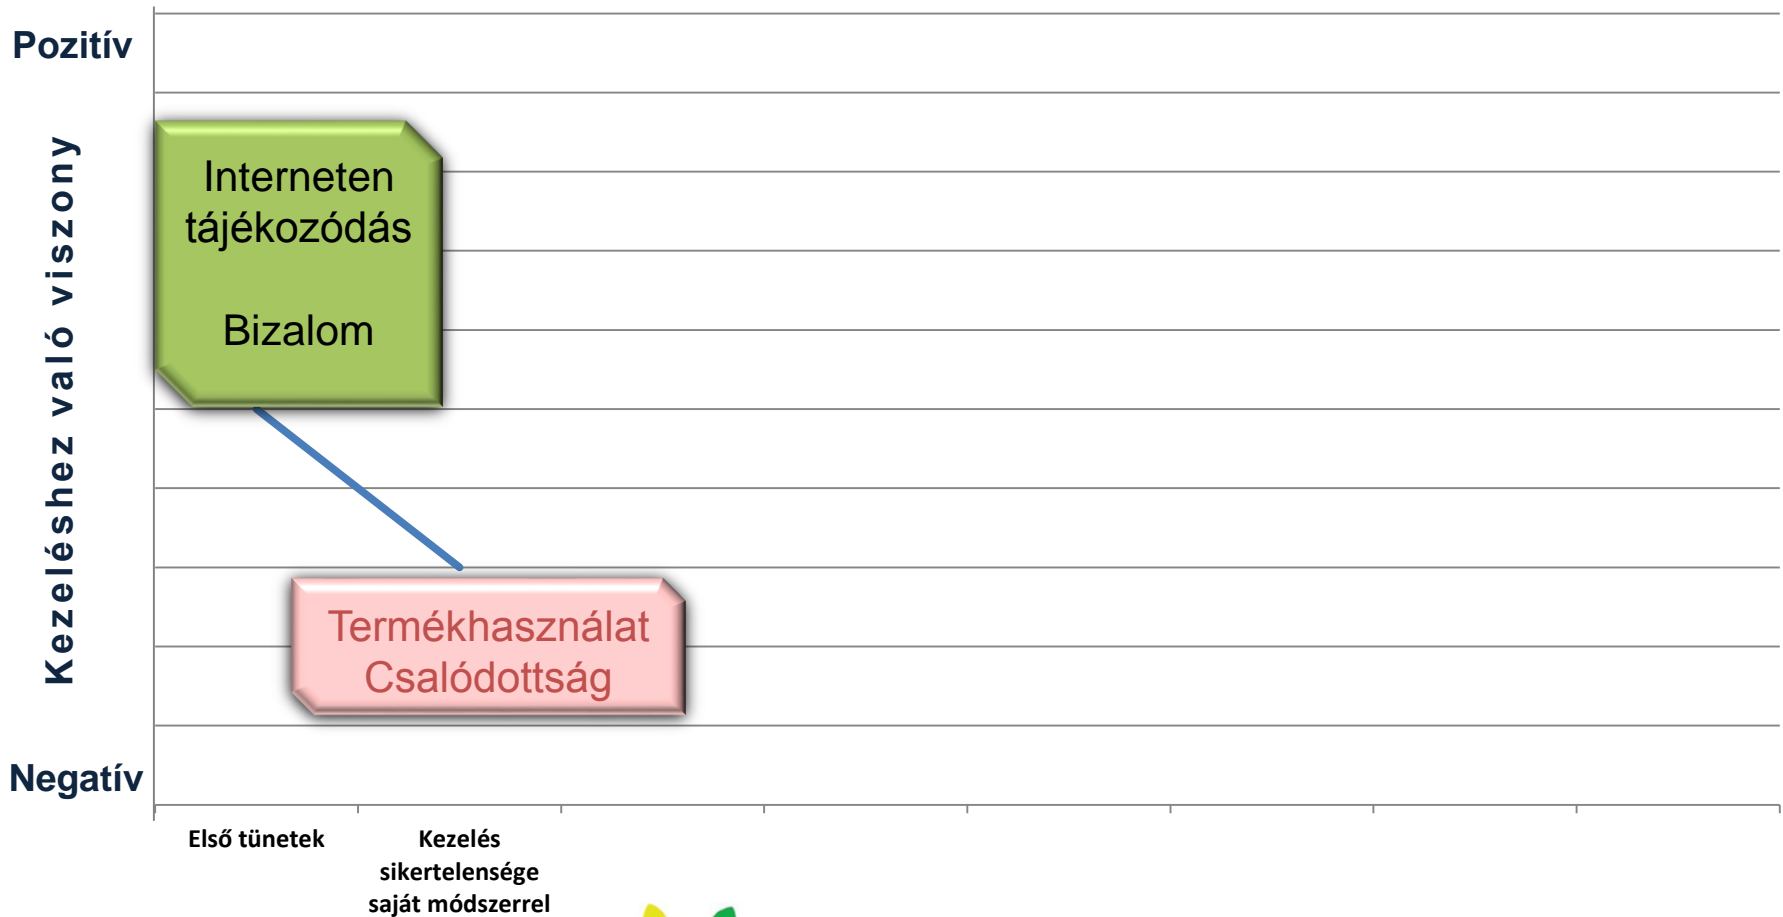 Pozitív
Kezeléshez való viszony
Interneten
tájékozódás
Bizalom
Termékhasználat
Csalódottság
Negatív
Első tünetek
Kezelés
sikertelensége
saját módszerrel